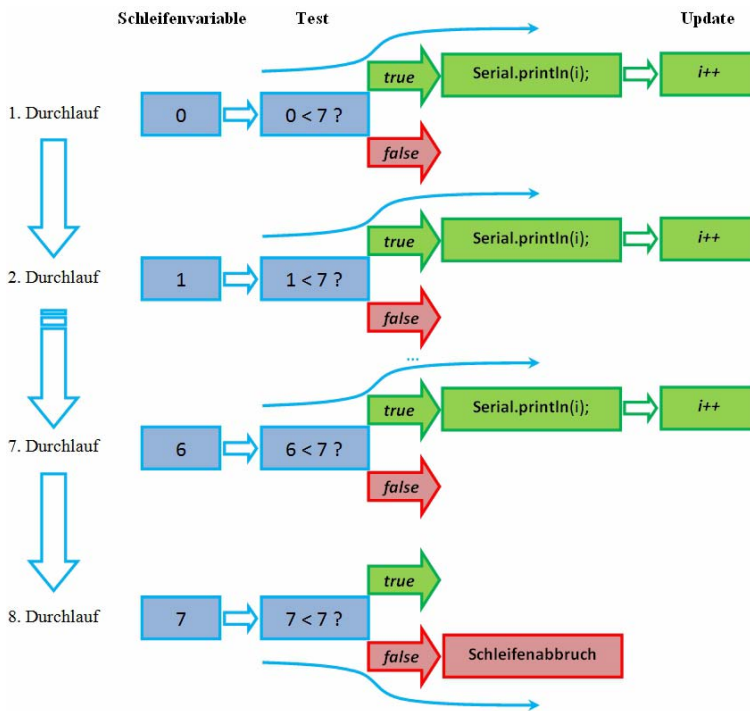 Schleifenvariable Test Update
true Serial.println(i); i++
1. Durchlauf 0 0 < 7 ?
false
true Serial.println(i); i++
2. Durchlauf 1 1 < 7 ?
false
...
true Serial.println(i); i++
7. Durchlauf 6 6 < 7 ?
false
true
8. Durchlauf 7 7 < 7 ?
false Schleifenabbruch